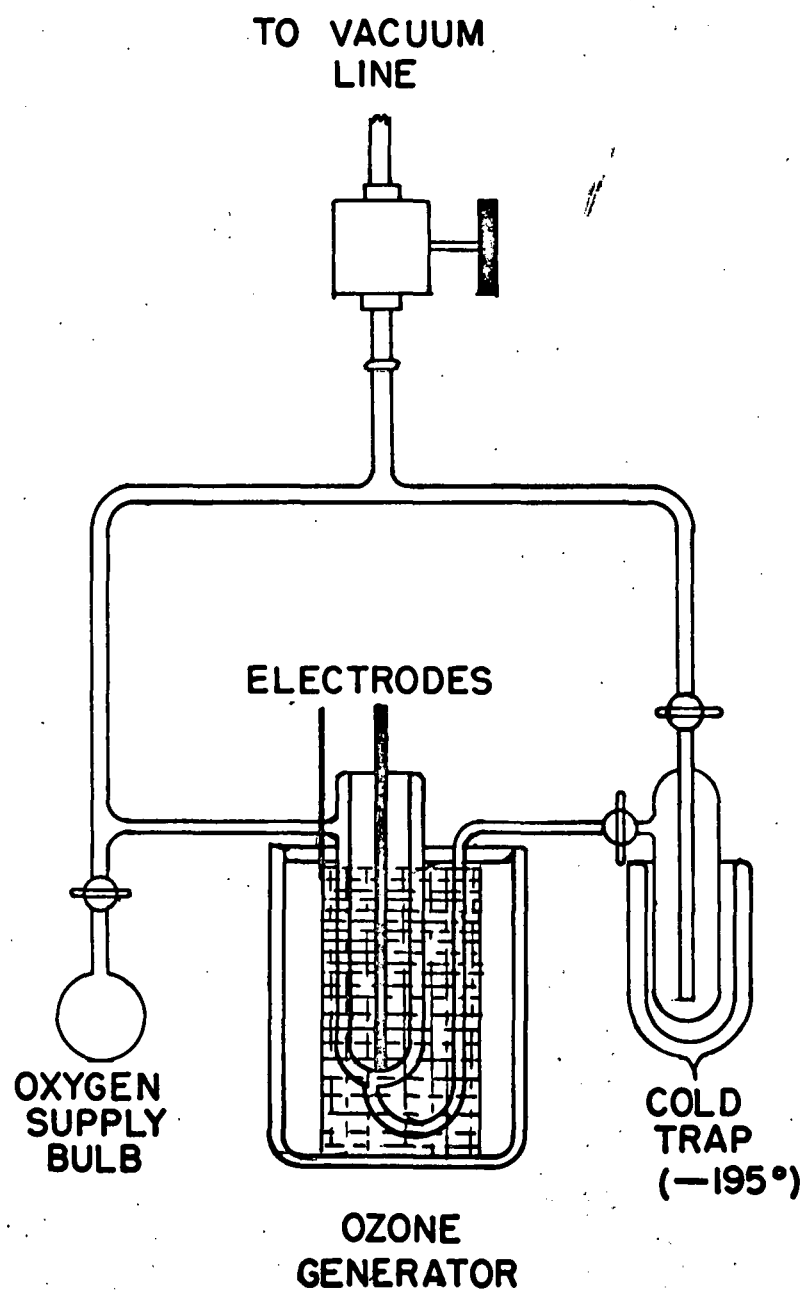 TO VACUUM
LINE
ELECTRODES
OXYGEN
SUPPLY
BULB
COLD
TRAP
(—195°)
OZONE
GENERATOR